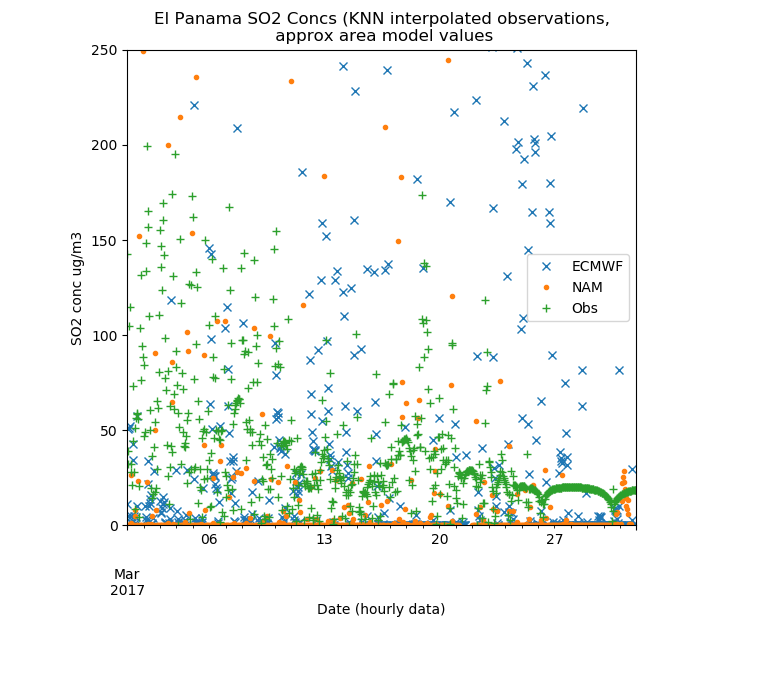 El Panama SO2 Concs (KNN interpolated observations,
approx area model values
250
200
150
100
50
0
SO2 conc ug/m3
ECMWF
NAM
Obs
06
13
20
27
Mar
2017
Date (hourly data)